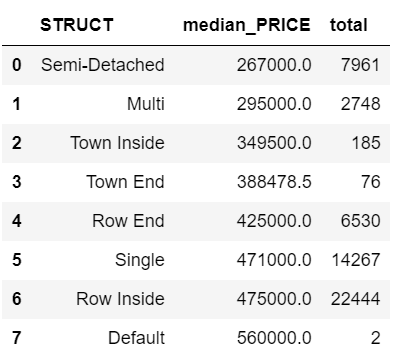 STRUCT median_PRICE total
0 Semi-Detached 267000.0 7961
1 Multi 295000.0 2748
2 Town Inside 349500.0 185
3 Town End 388478.5 76
4 Row End 425000.0 6530
5 Single 471000.0 14267
6 Row Inside 475000.0 22444
7 Default 560000.0 2